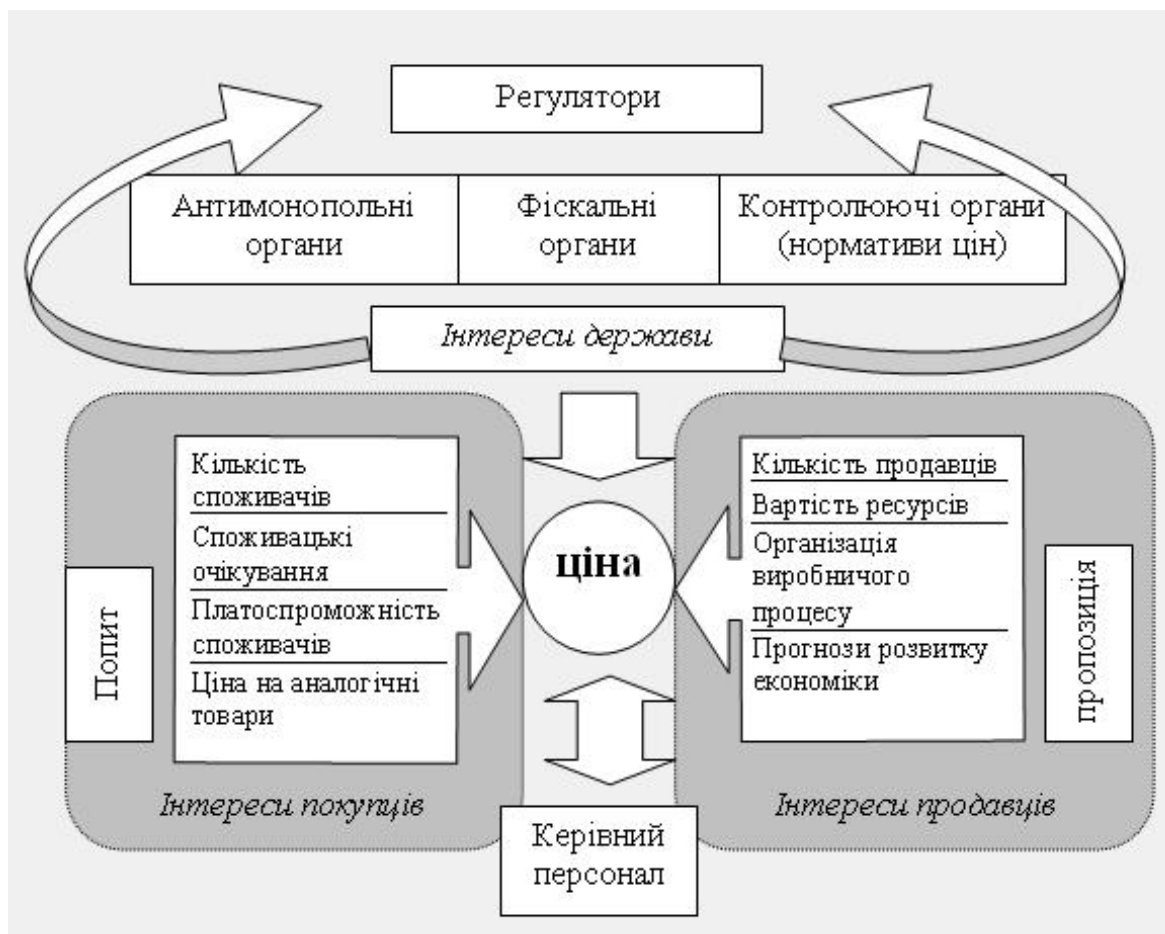 Регулятори
Антимонопольні
органи
Фіскальні
органи
Контролюючі органи
(нормативи цін)
Інтереси держави
Попит
Кількість
споживачів
Споживацькі
очікування
Платоспроможність
споживачів
Ціна на аналогічні
товари
Інтереси покупців
ціна
Кількість продавців
Вартість ресурсів
Організація
виробничого
процесу
Прогнози розвитку
економіки
пропозиція
Інтереси продавців
Керівний
персонал